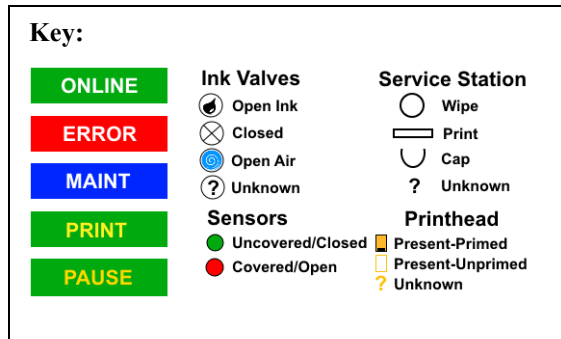 Key:
ONLINE
ERROR
MAINT
PRINT
PAUSE
Ink Valves
Open Ink
Closed
Open Air
? Unknown
Sensors
Uncovered/Closed
Covered/Open
Service Station
Wipe
Print
Cap
? Unknown
Printhead
Present-Primed
Present-Unprimed
? Unknown